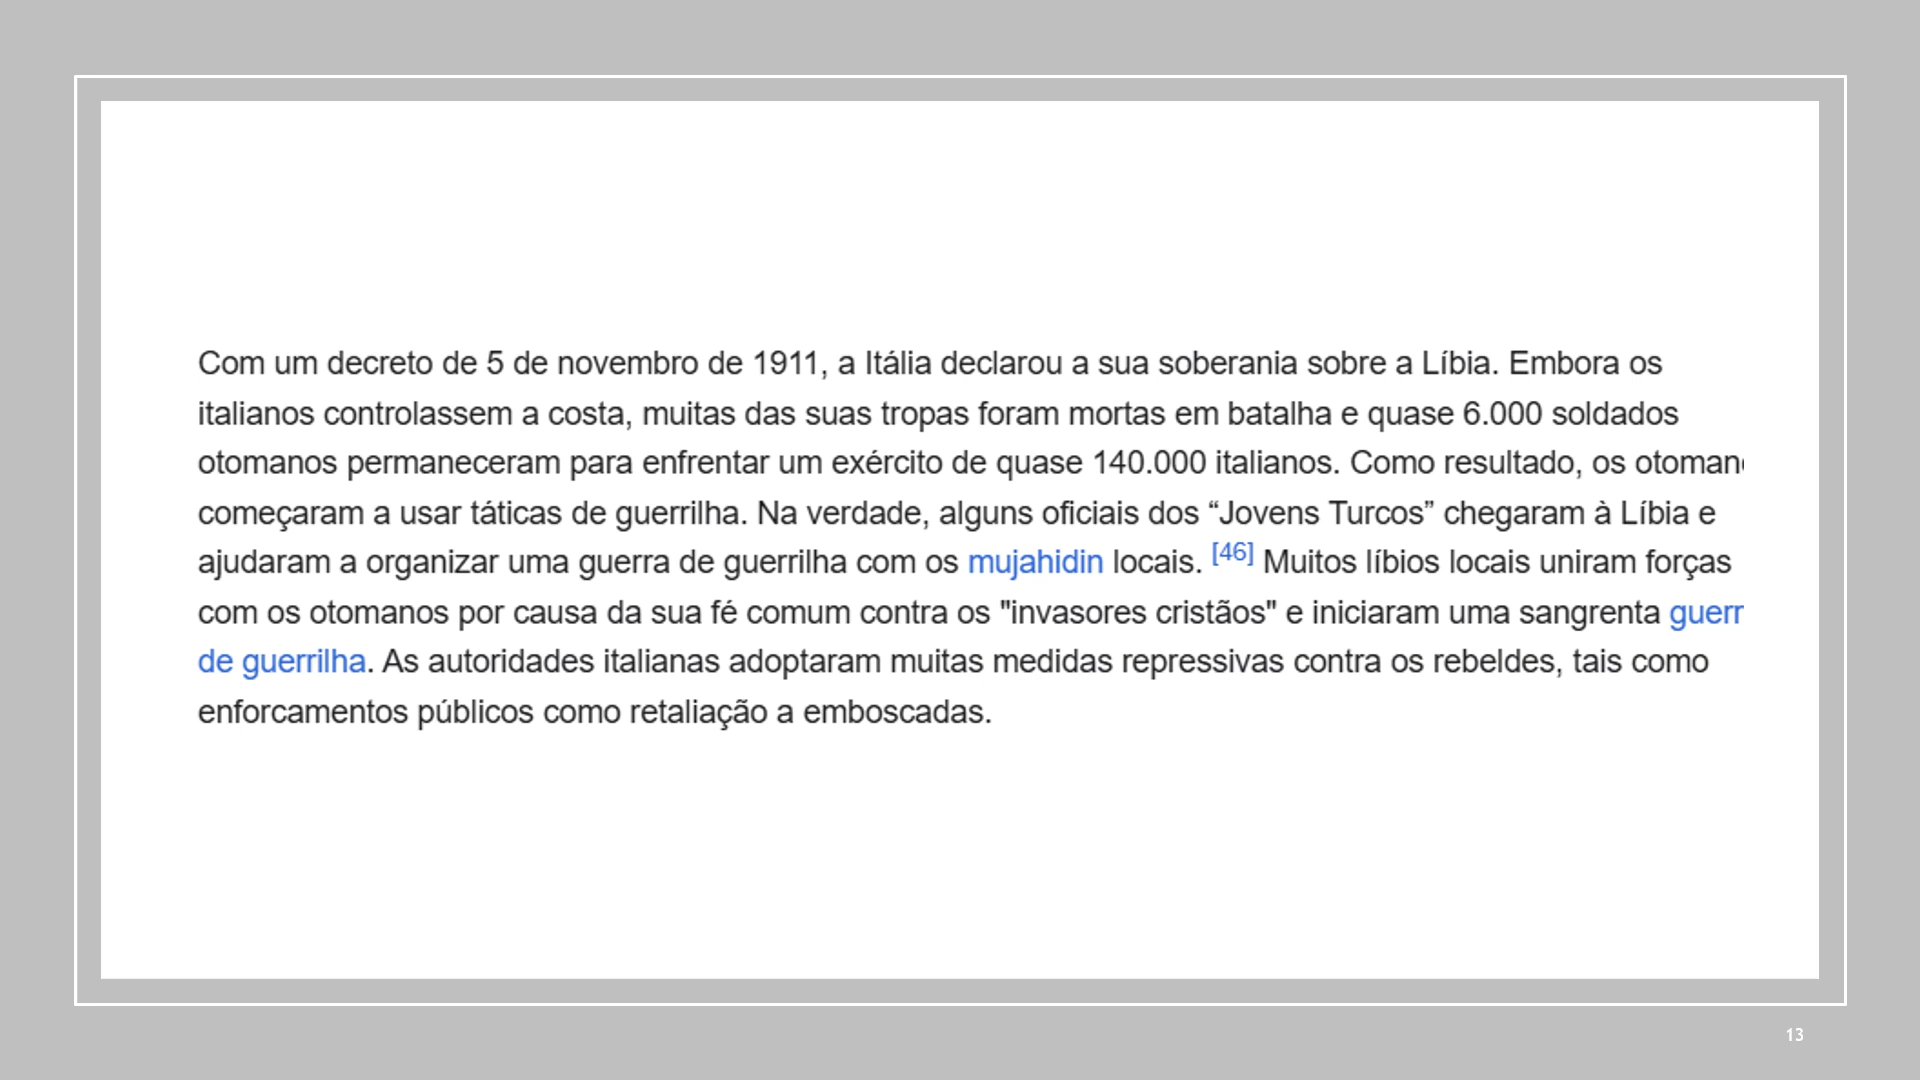 Com um decreto de 5 de novembro de 1911, a Itália declarou a sua soberania sobre a Líbia. Embora os
italianos controlassem a costa, muitas das suas tropas foram mortas em batalha e quase 6.000 soldados
otomanos permaneceram para enfrentar um exército de quase 140.000 italianos. Como resultado, os otoman
começaram a usar táticas de guerrilha. Na verdade, alguns oficiais dos “Jovens Turcos” chegaram à Líbia e
ajudaram a organizar uma guerra de guerrilha com os mujahidin locais. [46] Muitos líbios locais uniram forças
com os otomanos por causa da sua fé comum contra os "invasores cristãos" e iniciaram uma sangrenta guerr
de guerrilha. As autoridades italianas adoptaram muitas medidas repressivas contra os rebeldes, tais como
enforcamentos públicos como retaliação a emboscadas.
13